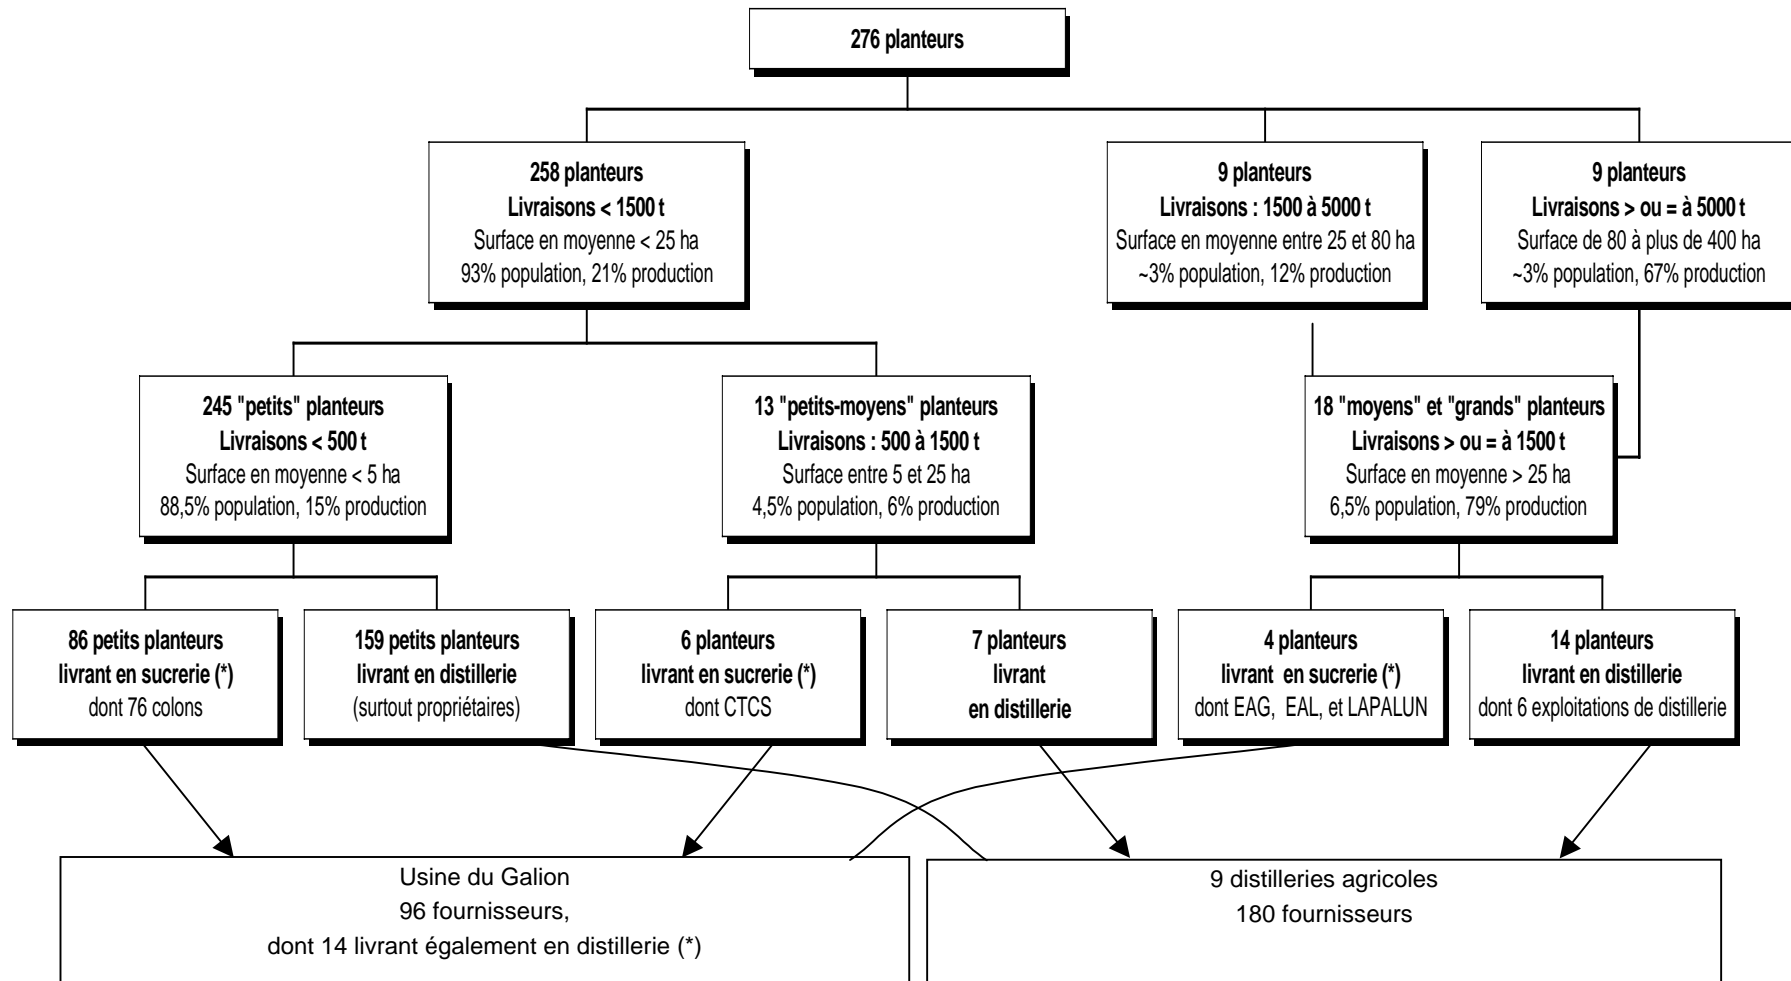 276 planteurs
258 planteurs
Livraisons < 1500 t
Surface en moyenne < 25 ha
93% population, 21% production
9 planteurs
Livraisons : 1500 à 5000 t
Surface en moyenne entre 25 et 80 ha
~3% population, 12% production
9 planteurs
Livraisons > ou = à 5000 t
Surface de 80 à plus de 400 ha
~3% population, 67% production
245 "petits" planteurs
Livraisons < 500 t
Surface en moyenne < 5 ha
88,5% population, 15% production
13 "petits-moyens" planteurs
Livraisons : 500 à 1500 t
Surface entre 5 et 25 ha
4,5% population, 6% production
18 "moyens" et "grands" planteurs
Livraisons > ou = à 1500 t
Surface en moyenne > 25 ha
6,5% population, 79% production
86 petits planteurs
livrant en sucrerie (*)
dont 76 colons
159 petits planteurs
livrant en distillerie
(surtout propriétaires)
6 planteurs
livrant en sucrerie (*)
dont CTCS
7 planteurs
livrant
en distillerie
4 planteurs
livrant en sucrerie (*)
dont EAG, EAL, et LAPALUN
14 planteurs
livrant en distillerie
dont 6 exploitations de distillerie
Usine du Galion
96 fournisseurs,
dont 14 livrant également en distillerie (*)
9 distilleries agricoles
180 fournisseurs